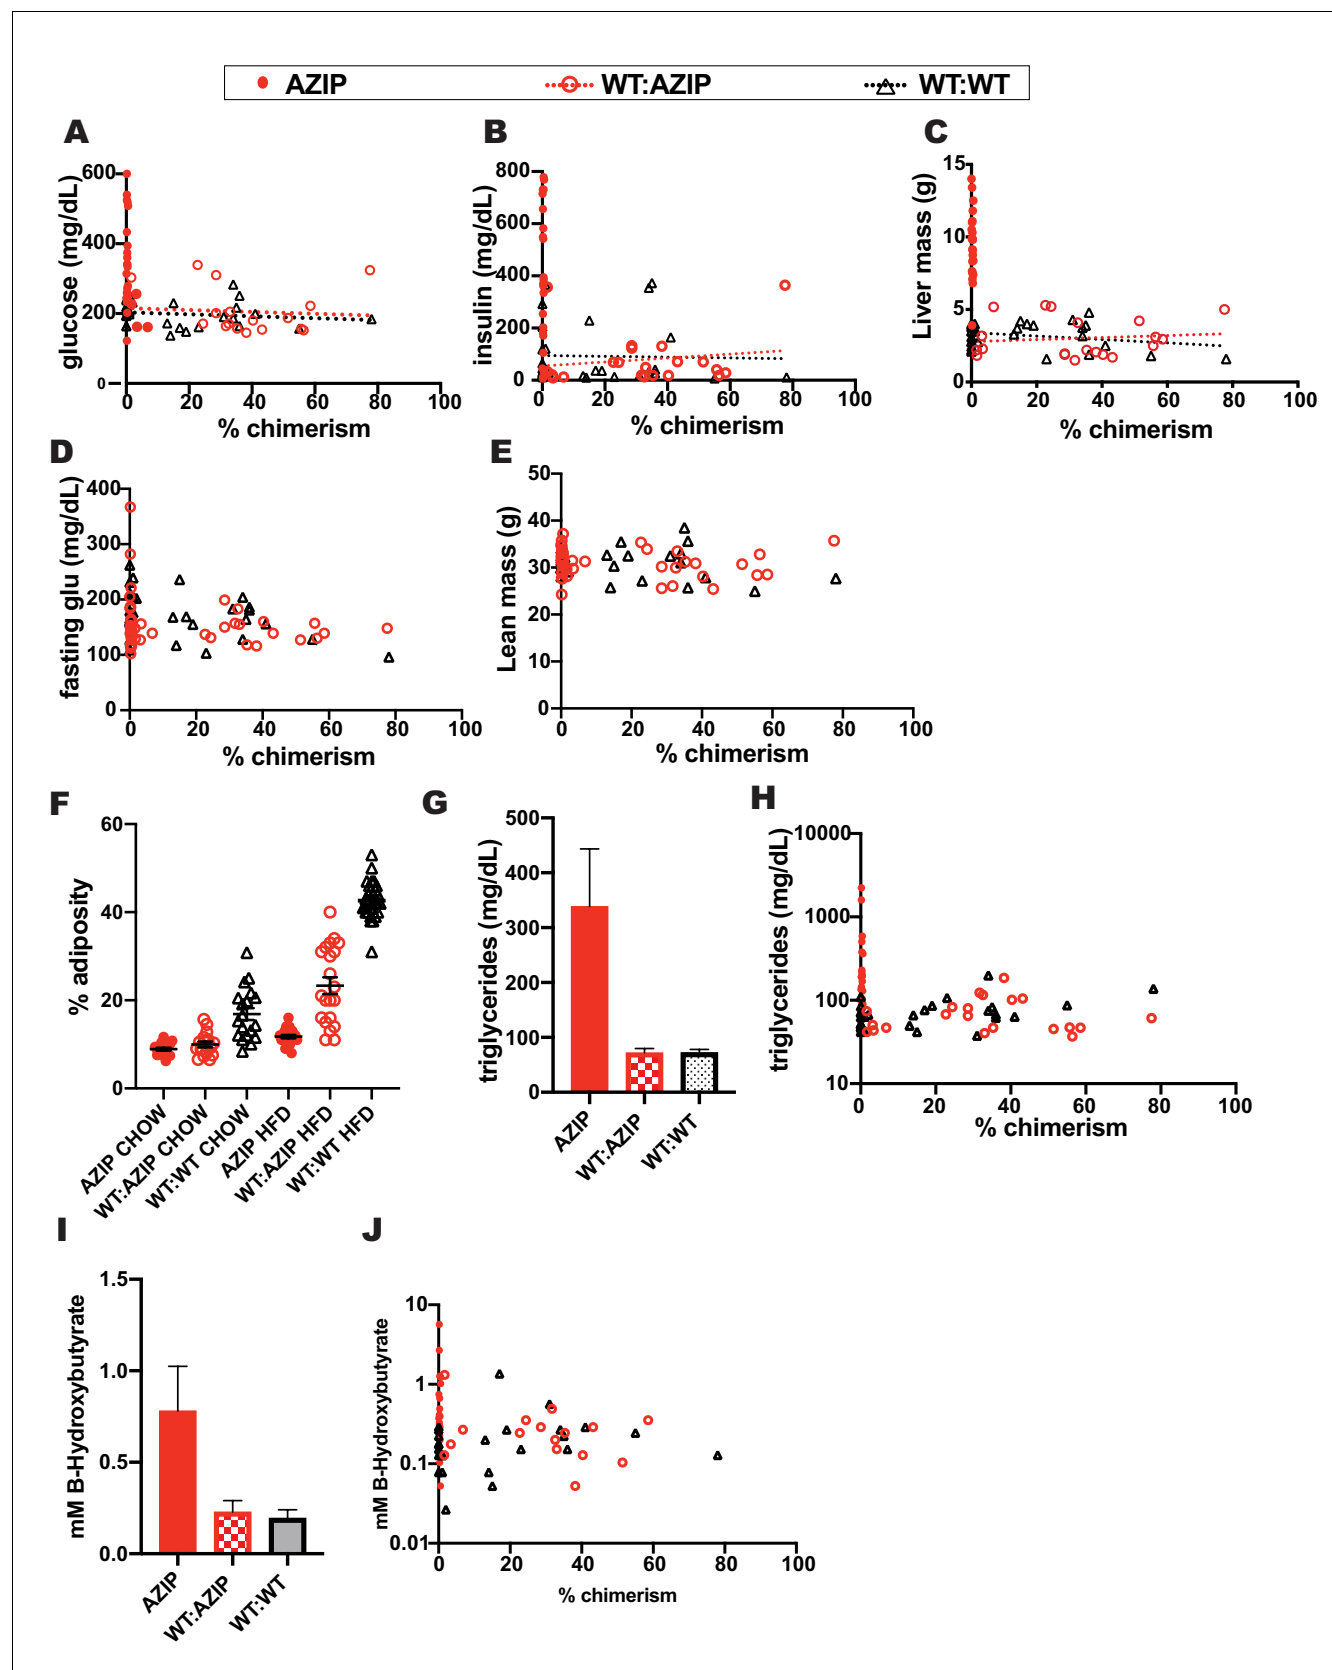 AZIP WT:AZIP WT:WT
A B C
glucose (mg/dL)
600
400
200
0
0 20 40 60 80 100
% chimerism
insulin (mg/dL)
800
600
400
200
0
0 20 40 60 80 100
% chimerism
Liver mass (g)
15
10
5
0
0 20 40 60 80 100
% chimerism
D E
fasting glu (mg/dL)
400
300
200
100
0
0 20 40 60 80 100
% chimerism
Lean mass (g)
50
40
30
20
10
0
0 20 40 60 80 100
% chimerism
F G H
% adiposity
60
40
20
0
AZIP CHOW
WT:AZIP CHOW
WT:WT CHOW
AZIP HFD
WT:AZIP HFD
WT:WT HFD
triglycerides (mg/dL)
500
400
300
200
100
0
AZIP
WT:AZIP
WT:WT
triglycerides (mg/dL)
10000
1000
100
10
0 20 40 60 80 100
% chimerism
I J
mM B-Hydroxybutyrate
1.5
1.0
0.5
0.0
AZIP
WT:AZIP
WT:WT
mM B-Hydroxybutyrate
10
1
0.1
0.01
0 20 40 60 80 100
% chimerism